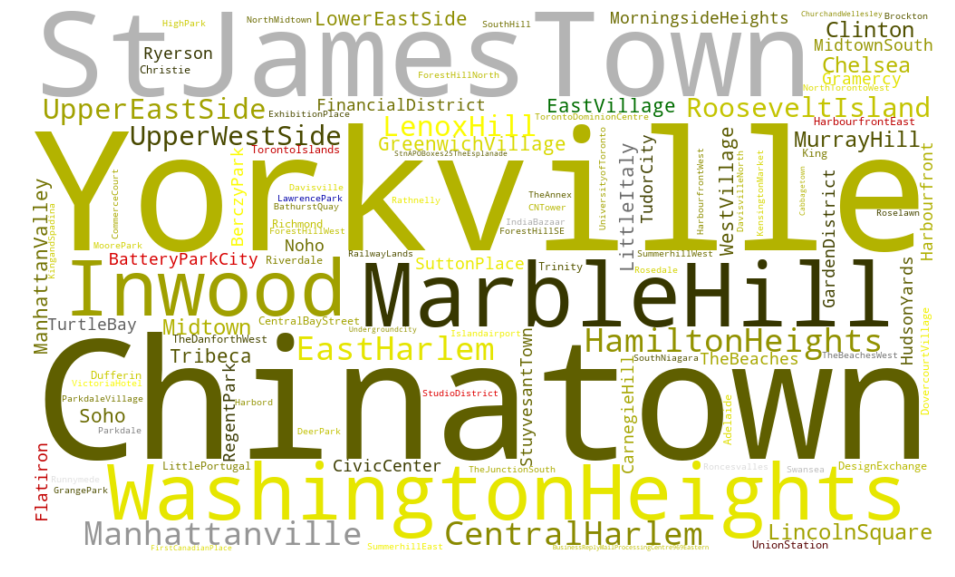 StJamesTown
HighPark
NorthMidtown
LowerEastSide
SouthHill
MorningsideHeights
ChurchandWellesley
Brockton
Clinton
Ryerson
MidtownSouth
Christie
ForestHillNorth
Chelsea
Gramercy
NorthTorontoWest
UpperEastSide
ExhibitionPlace
FinancialDistrict
EastVillage
TorontoDominionCentre
RooseveltIsland
HarbourfrontEast
UpperWestSide
LenoxHill
GreenwichVillage
StnAPOBoxes25TheEsplanade
MurrayHill
TorontoIslands
Yorkville
BerczyPark
UniversityofToronto
LittleItaly
TudorCity
HarbourfrontWest
WestVillage
DavisvilleNorth
KensingtonMarket
Cabbagetown
King
GardenDistrict
Harbourfront
ManhattanValley
KingandSpadina
CommerceCourt
Davisville
LawrencePark
BathurstQuay
Rathnelly
TheAnnex
CNTower
IndiaBazaar
ForestHillSE
Roselawn
Richmond
ForestHillWest
MoorePark
Noho
BatteryParkCity
Riverdale
RailwayLands
SuttonPlace
Trinity
SummerhillWest
Rosedale
Inwood
MarbleHill
HudsonYards
TurtleBay
CentralBayStreet
Undergroundcity
Islandairport
Midtown
TheDanforthWest
Tribeca
EastHarlem
StuyvesantTown
HamiltonHeights
CarnegieHill
SouthNiagara
TheBeaches
TheBeachesWest
DovercourtVillage
Chinatown
Dufferin
VictoriaHotel
ParkdaleVillage
Soho
Parkdale
RegentPark
Harbord
DeerPark
StudioDistrict
Adelaide
Flatiron
LittlePortugal
CivicCenter
TheJunctionSouth
Roncesvalles
Swansea
DesignExchange
Runnymede
GrangePark
WashingtonHeights
Manhattanville
CentralHarlem
LincolnSquare
FirstCanadianPlace
SummerhillEast
UnionStation